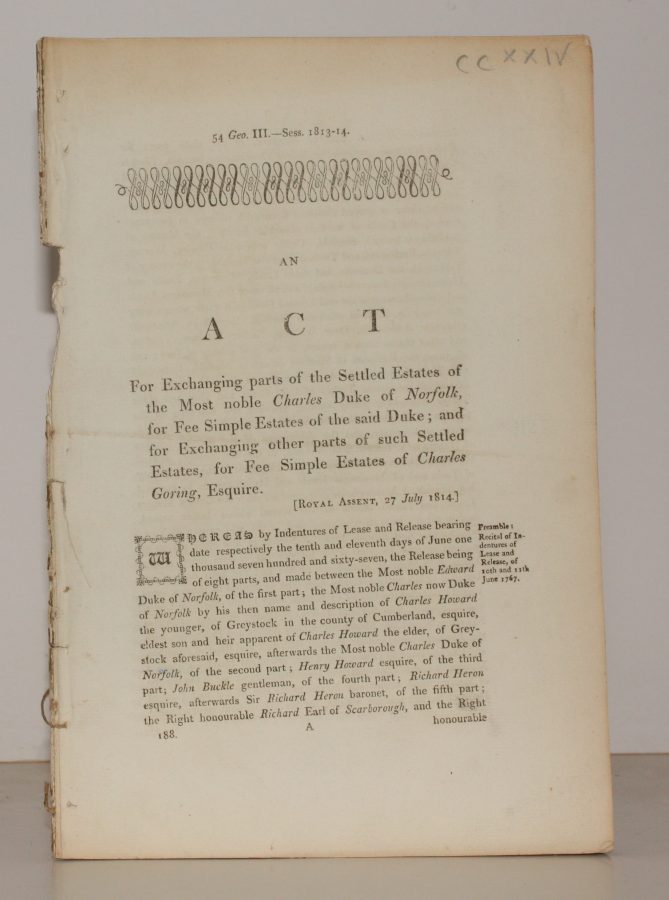 CCXXIV
54 Geo. III.—Sess. 1813-14.
AN
ACT
For Exchanging parts of the Settled Estates of
the Most noble Charles Duke of Norfolk,
for Fee Simple Estates of the said Duke; and
for Exchanging other parts of such Settled
Estates, for Fee Simple Estates of Charles
Goring, Esquire.
[Royal Assent, 27 July 1814.]
WHEREAS by Indentures of Lease and Release bearing
date respectively the tenth and eleventh days of June one
thousand seven hundred and sixty-seven, the Release being
of eight parts, and made between the Most noble Edward
Duke of Norfolk, of the first part; the Most noble Charles now Duke
of Norfolk by his then name and description of Charles Howard
the younger, of Greystock in the county of Cumberland, esquire,
eldest son and heir apparent of Charles Howard the elder, of Grey-
stock aforesaid, esquire, afterwards the Most noble Charles Duke of
Norfolk, of the second part; Henry Howard esquire, of the third
part; John Buckle gentleman, of the fourth part; Richard Heron
esquire, afterwards Sir Richard Heron baronet, of the fifth part;
the Right honourable Richard Earl of Scarborough, and the Right
188. A honourable
Preamble:
Recital of In-
dentures of
Lease and
Release, of
10th and 11th
June 1767.